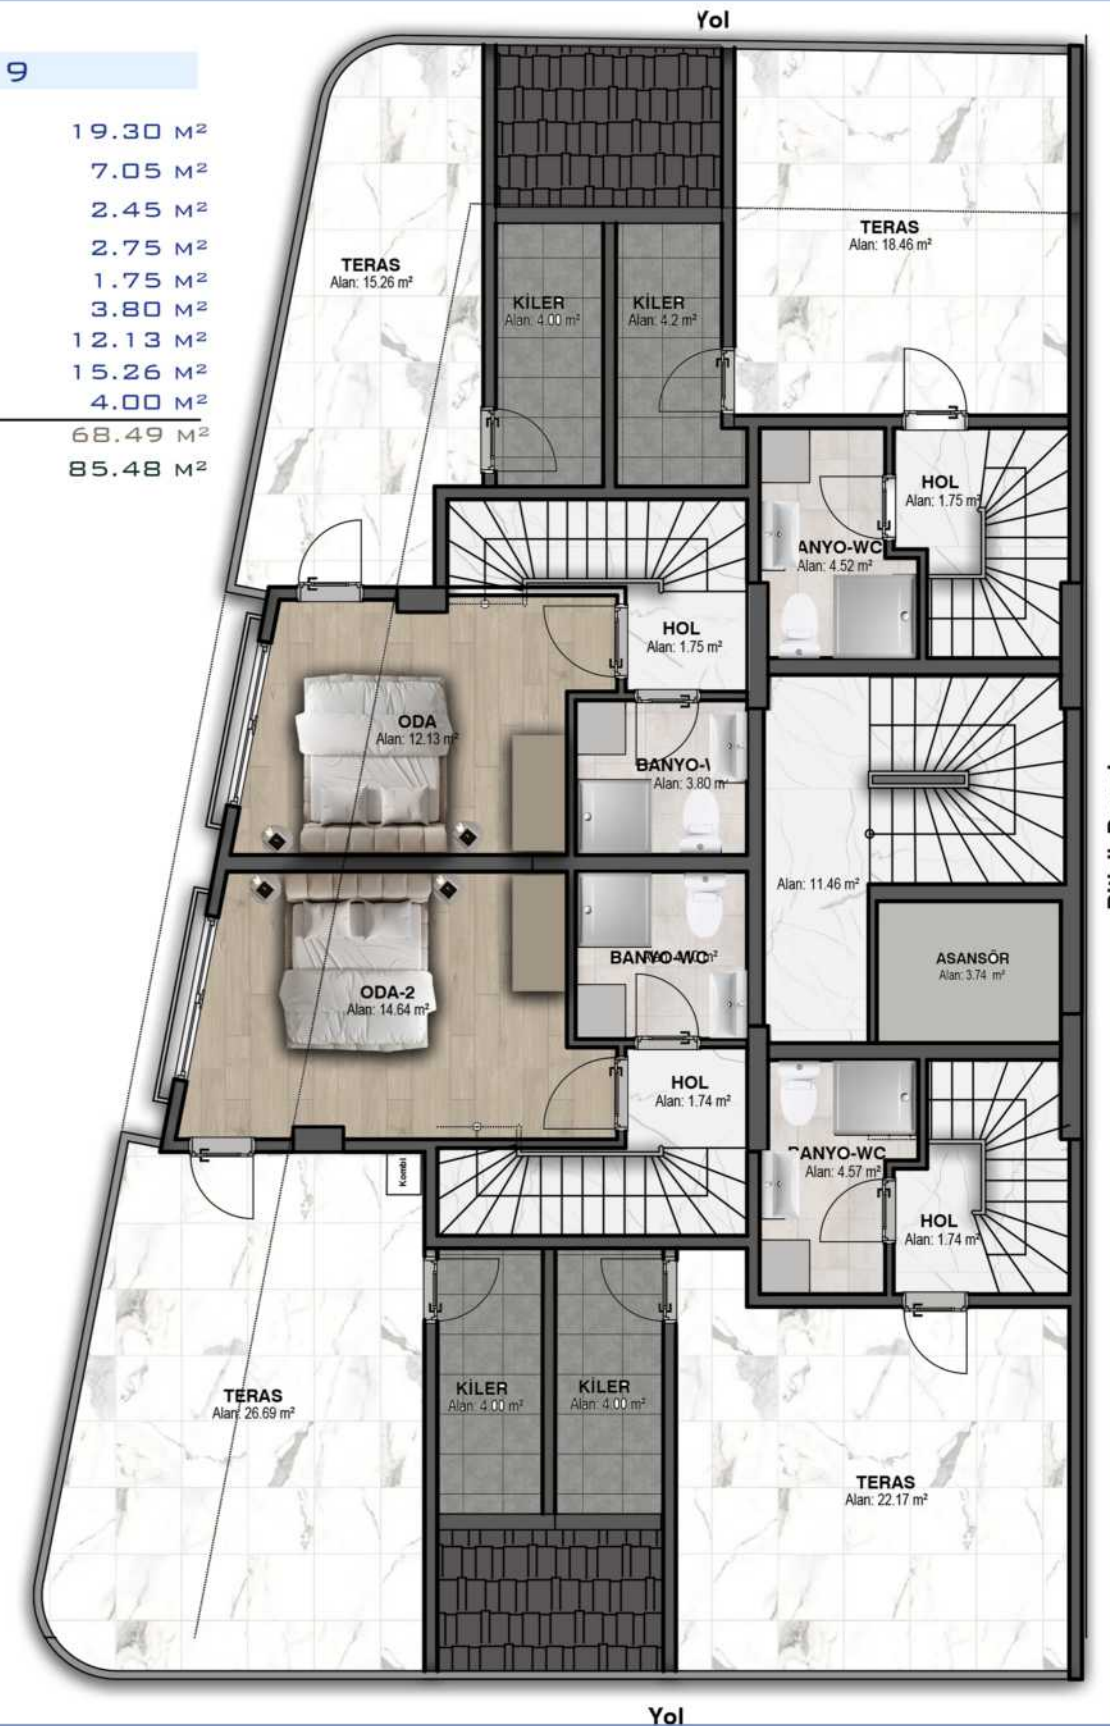 Yol
9
19.30 M²
7.05 M²
2.45 M²
2.75 M²
1.75 M²
3.80 M²
12.13 M²
15.26 M²
4.00 M²
68.49 M²
85.48 M²
TERAS
Alan: 15.26 m²
KİLER
Alan: 4.00 m²
KİLER
Alan: 4.2 m²
TERAS
Alan: 18.46 m²
HOL
Alan: 1.75 m²
ANYO-WC
Alan: 4.52 m²
HOL
Alan: 1.75 m²
ODA
Alan: 12.13 m²
BANYO-
Alan: 3.80 m²
Alan: 11.46 m²
ASANSÖR
Alan: 3.74 m²
BANYO-WC
ODA-2
Alan: 14.64 m²
HOL
Alan: 1.74 m²
ANYO-WC
Alan: 4.57 m²
Kombi
HOL
Alan: 1.74 m²
KİLER
Alan: 4.00 m²
KİLER
Alan: 4.00 m²
TERAS
Alan: 26.69 m²
TERAS
Alan: 22.17 m²
Yol